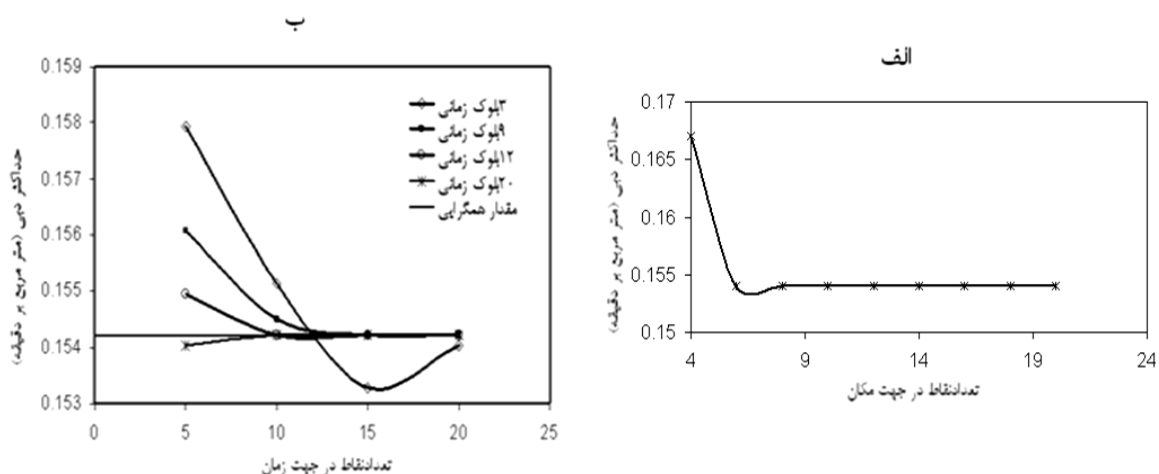 ب
0.159
0.158
0.157
0.156
0.155
0.154
0.153
0 5 10 15 20 25
حداکثر دبی (متر مربع بر دقیقه)
تعدادنقاط در جهت زمان
۳بلوک زمانی
۹بلوک زمانی
۱۲بلوک زمانی
۲۰بلوک زمانی
مقدار همگرایی
الف
0.17
0.165
0.16
0.155
0.15
4 9 14 19 24
حداکثر دبی (متر مربع بر دقیقه)
تعدادنقاط در جهت مکان